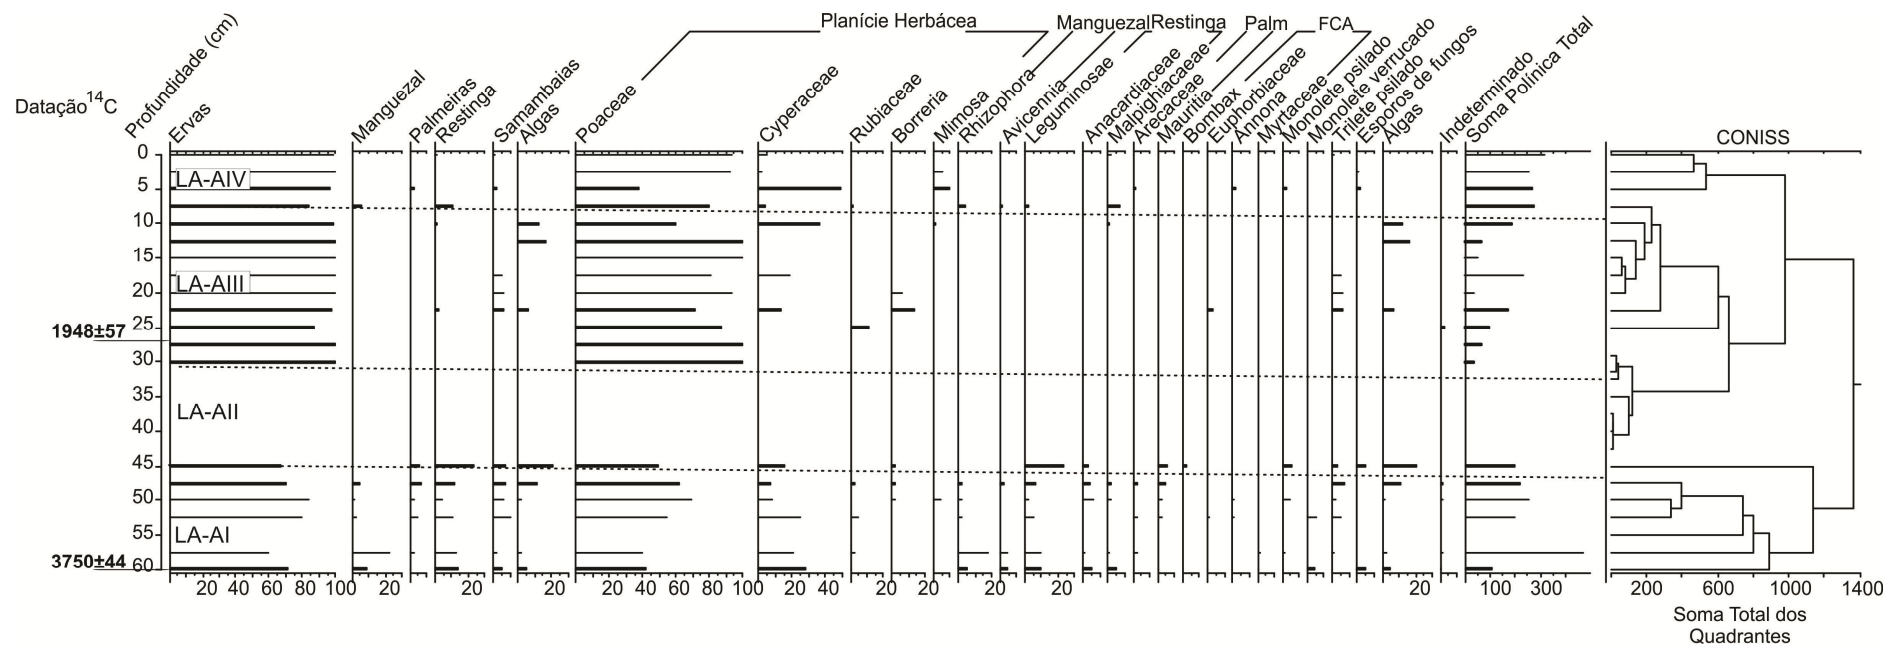 Planície Herbácea
Manguezal
Restinga
Palm
FCA
Datação14C
Profundidade (cm)
Ervas
Manguezal
Palmeiras
Restinga
Samambaias
Algas
Poaceae
Cyperaceae
Rubiaceae
Borreria
Mimosa
Rhizophora
Avicennia
Leguminosae
Anacardiaceae
Malpighiaceae
Arecaceae
Mauritia
Bombax
Euphorbiaceae
Annona
Myrtaceae
Monolete psilado
Monolete verrucado
Trilete psilado
Esporos de fungos
Algas
Indeterminado
Soma Polínica Total
CONISS
0
LA-AIV
5
10
15
LA-AIII
20
1948±57
25
30
35
LA-AII
40
45
50
LA-AI
55
3750±44
60
20 40 60 80 100 20 20 20 20 40 60 80 100 20 40 20 20 20 20 20 20 100 300
200 600 1000 1400
Soma Total dos
Quadrantes